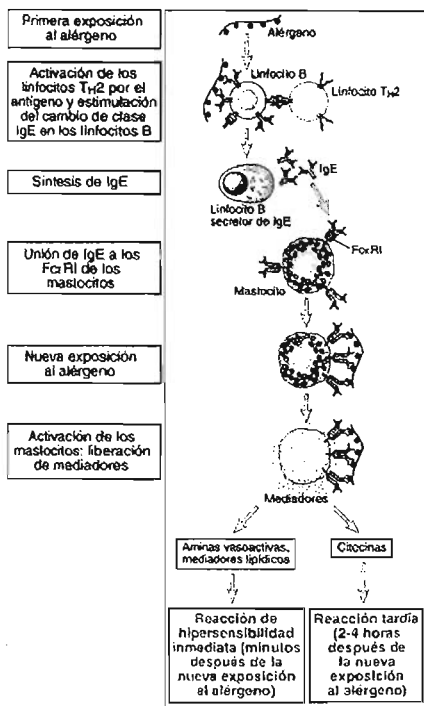 Primera exposición
al alérgeno
Alérgeno
Activación de los
linfocitos TH2 por el
antígeno y estimulación
del cambio de clase
IgE en los linfocitos B
Linfocito B
Linfocito TH2
Síntesis de IgE
IgE
Linfocito B
secretor de IgE
Unión de IgE a los
FcεRI de los
mastocitos
FcεRI
Mastocito
Nueva exposición
al alérgeno
Activación de los
mastocitos: liberación
de mediadores
Mediadores
Aminas vasoactivas,
mediadores lipídicos
Citocinas
Reacción de
hipersensibilidad
inmediata (minutos
después de la
nueva exposición
al alérgeno)
Reacción tardía
(2-4 horas
después de
la nueva
exposición
al alérgeno)